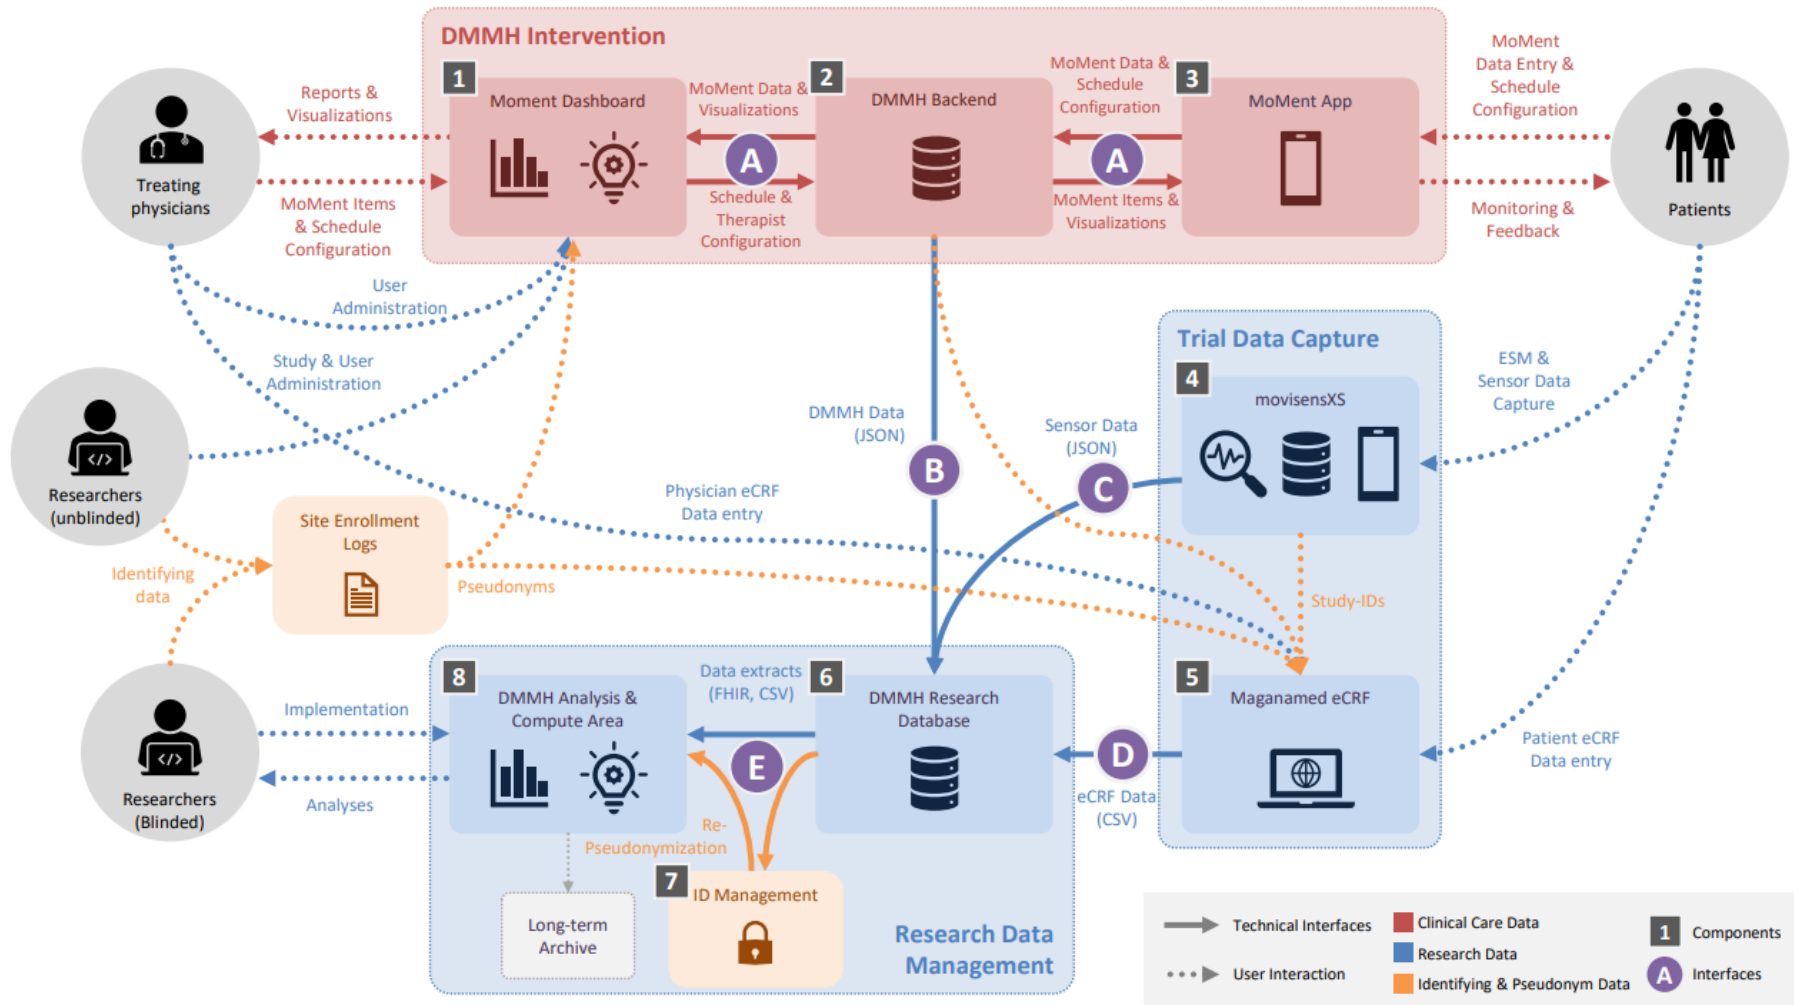 DMMH Intervention
MoMent
Data Entry &
Schedule
Configuration
Reports &
Visualizations
1
Moment Dashboard
MoMent Data &
Visualizations
2
DMMH Backend
MoMent Data &
Schedule
Configuration
3
MoMent App
A
A
Treating
physicians
Patients
MoMent Items
& Schedule
Configuration
Schedule &
Therapist
Configuration
MoMent Items &
Visualizations
Monitoring &
Feedback
User
Administration
Study & User
Administration
Trial Data Capture
4
movisensXS
ESM &
Sensor Data
Capture
DMMH Data
(JSON)
Sensor Data
(JSON)
B
C
Researchers
(unblinded)
Physician eCRF
Data entry
Site Enrollment
Logs
Identifying
data
Pseudonyms
Study-IDs
8
DMMH Analysis &
Compute Area
Data extracts
(FHIR, CSV)
6
DMMH Research
Database
5
Maganamed eCRF
Implementation
Analyses
E
D
eCRF Data
(CSV)
Patient eCRF
Data entry
Researchers
(Blinded)
Re-
Pseudonymization
7
ID Management
Long-term
Archive
Research Data
Management
Technical Interfaces
User Interaction
Clinical Care Data
Research Data
Identifying & Pseudonym Data
1
Components
A
Interfaces